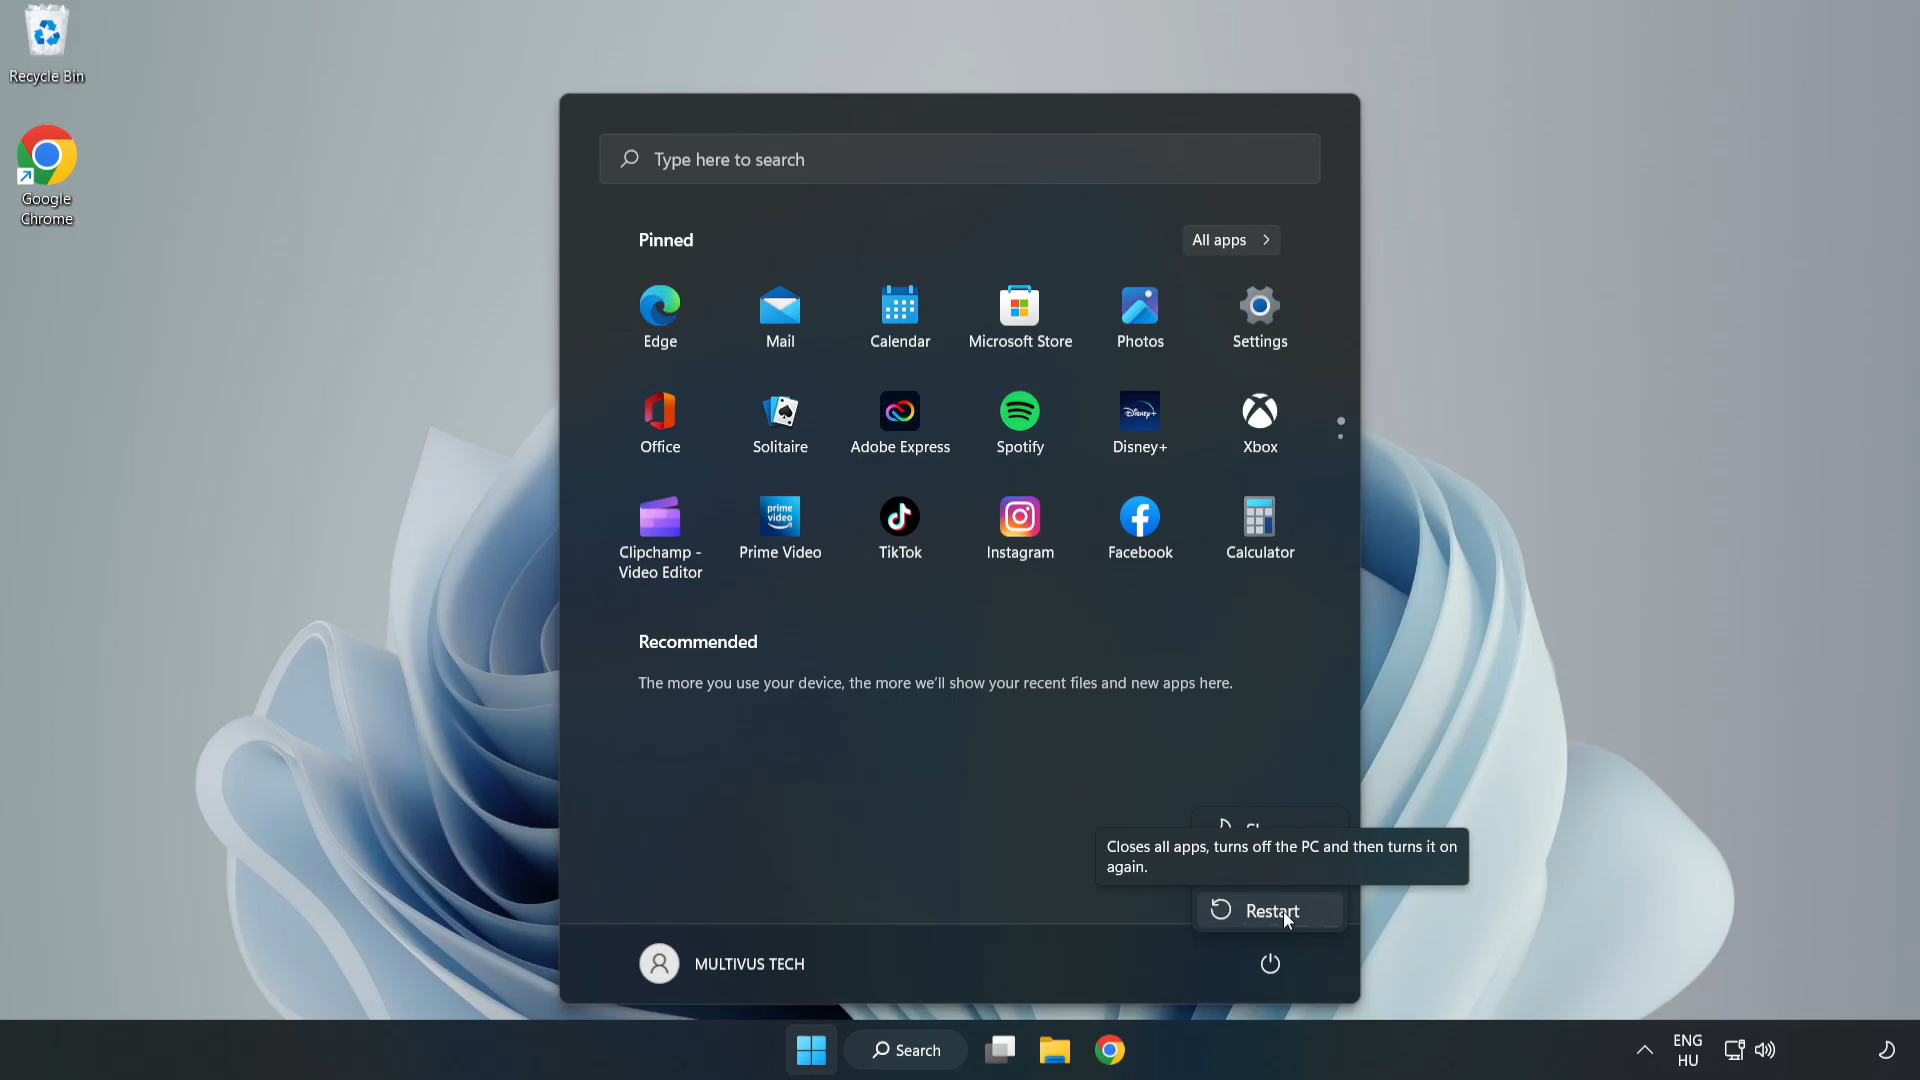 Recycle Bin
Google
Chrome
Type here to search
Pinned
All apps
Edge
Mail
Calendar
Microsoft Store
Photos
Settings
Office
Solitaire
Adobe Express
Disney+
Spotify
Disney+
Xbox
prime
video
Clipchamp -
Video Editor
Prime Video
TikTok
Instagram
Facebook
Calculator
Recommended
The more you use your device, the more we'll show your recent files and new apps here.
Closes all apps, turns off the PC and then turns it on
again.
Restart
MULTIVUS TECH
Search
ENG
HU